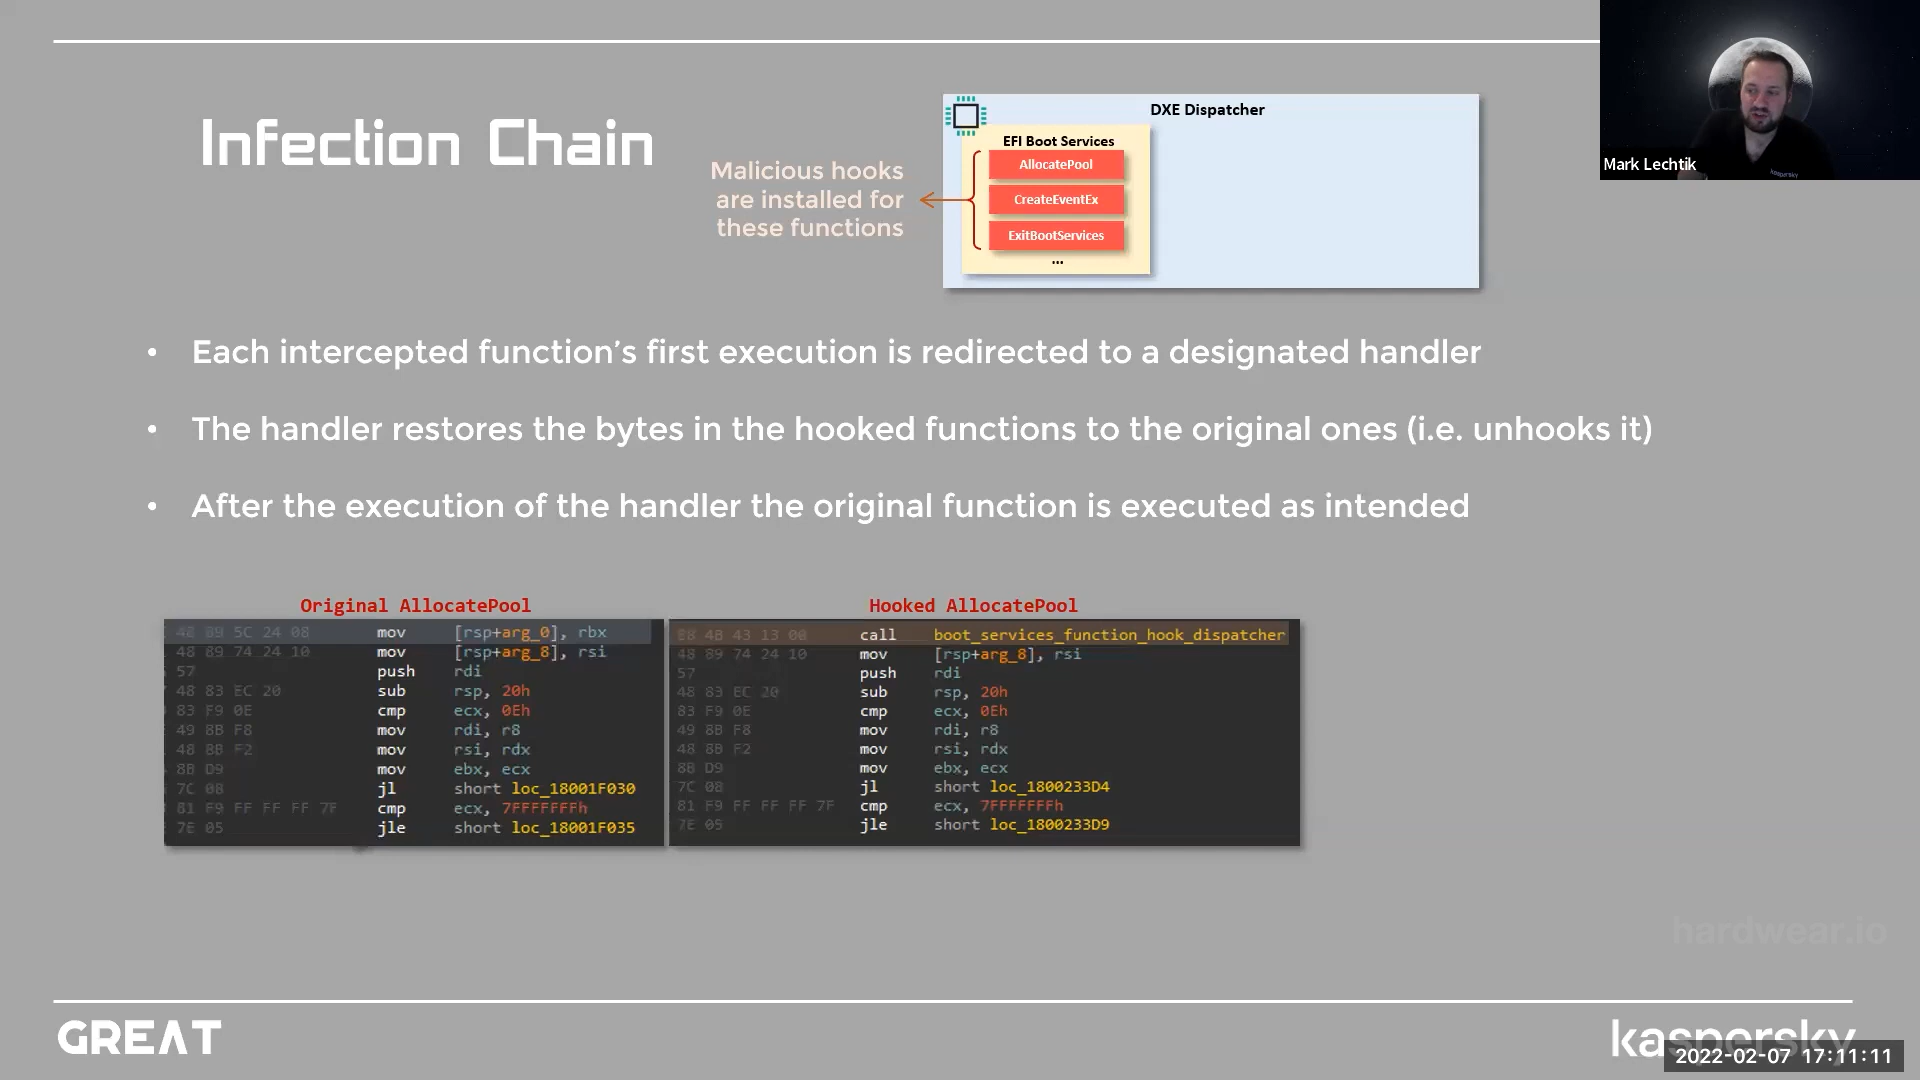 Infection Chain
Malicious hooks
are installed for
these functions
DXE Dispatcher
EFI Boot Services
AllocatePool
CreateEventEx
ExitBootServices
...
Mark Lechtik
• Each intercepted function's first execution is redirected to a designated handler
• The handler restores the bytes in the hooked functions to the original ones (i.e. unhooks it)
• After the execution of the handler the original function is executed as intended
Original AllocatePool
48 89 5C 24 08 mov [rsp+arg_0], rbx
48 89 74 24 10 mov [rsp+arg_8], rsi
57 push rdi
48 83 EC 20 sub rsp, 20h
83 F9 0E cmp ecx, 0Eh
49 8B F8 mov rdi, r8
48 8B F2 mov rsi, rdx
8B D9 mov ebx, ecx
7C 08 jl short loc_18001F030
81 F9 FF FF FF 7F cmp ecx, 7FFFFFFFh
7E 05 jle short loc_18001F035
Hooked AllocatePool
4B 43 13 00 call boot_services_function_hook_dispatcher
48 89 74 24 10 mov [rsp+arg_8], rsi
57 push rdi
48 83 EC 20 sub rsp, 20h
83 F9 0E cmp ecx, 0Eh
49 8B F8 mov rdi, r8
48 8B F2 mov rsi, rdx
8B D9 mov ebx, ecx
7C 08 jl short loc_1800233D4
81 F9 FF FF FF 7F cmp ecx, 7FFFFFFFh
7E 05 jle short loc_1800233D9
hardwear.io
GREAT
kaspersky
2022-02-07 17:11:11